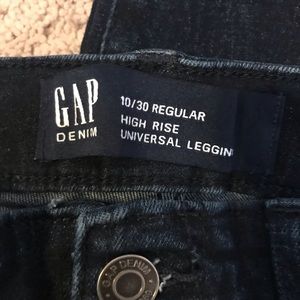 GAP
DENIM
10/30 REGULAR
HIGH RISE
UNIVERSAL LEGGIN
GAP DENIM